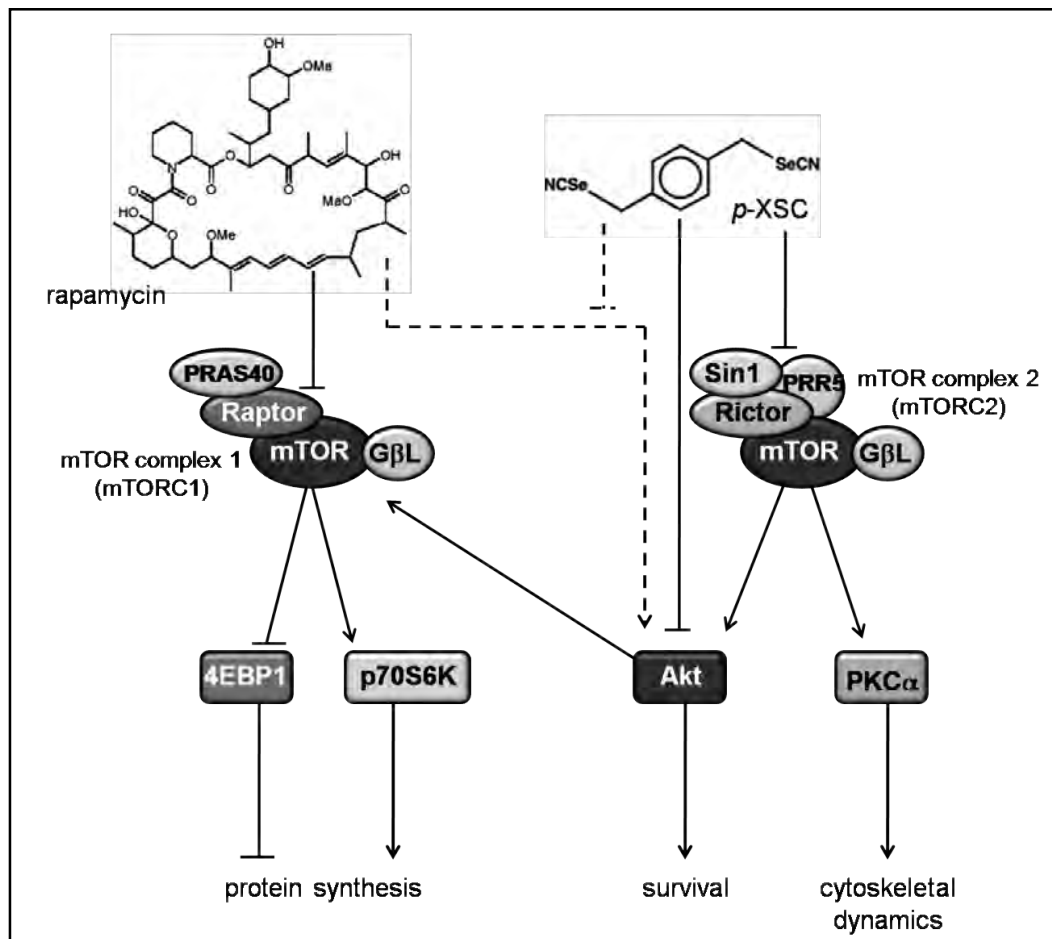 OH
OMe
N
O
O
O
O
OH
O
O
HO
O
MeO
OMe
rapamycin
NCSe
SeCN
p-XSC
PRAS40
Raptor
mTOR
GβL
mTOR complex 1
(mTORC1)
Sin1
PRR5
Rictor
mTOR
GβL
mTOR complex 2
(mTORC2)
4EBP1
p70S6K
Akt
PKCα
protein synthesis
survival
cytoskeletal
dynamics